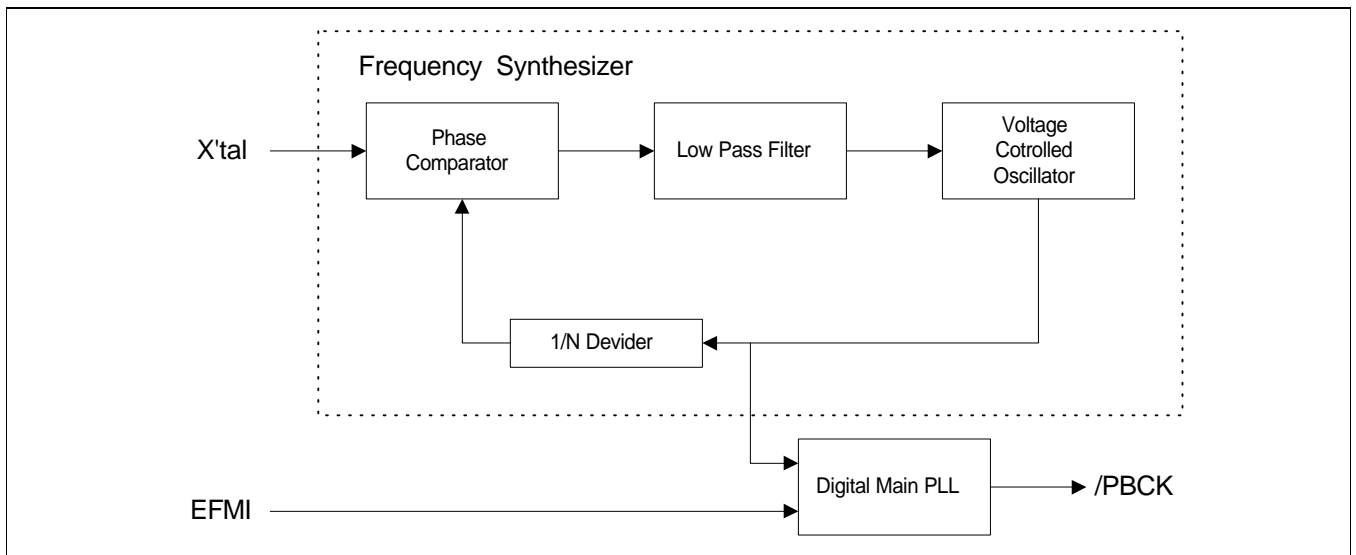 Frequency Synthesizer
X'tal
Phase
Comparator
Low Pass Filter
Voltage
Cotrolled
Oscillator
1/N Devider
EFMI
Digital Main PLL
/PBCK